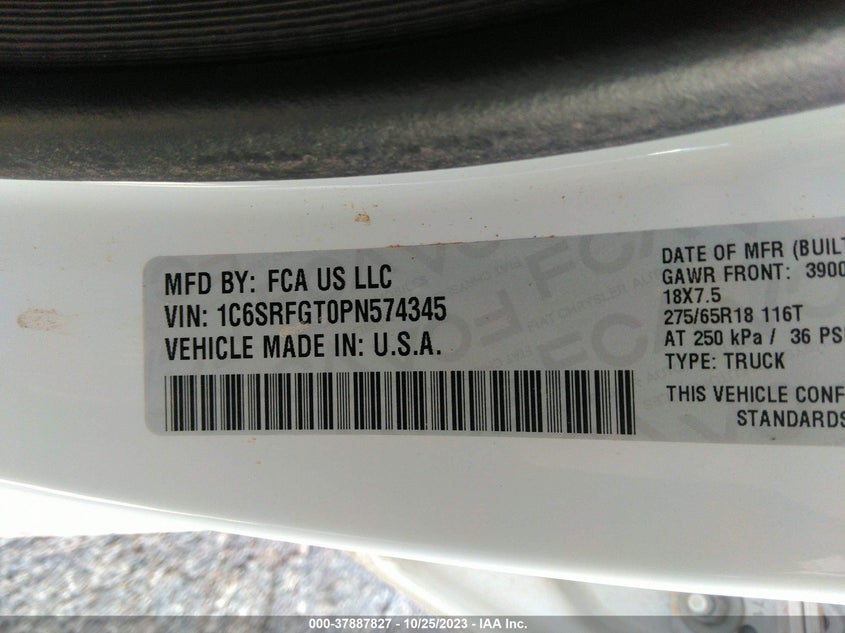 MFD BY: FCA US LLC
VIN: 1C6SRFGT0PN574345
VEHICLE MADE IN: U.S.A.
DATE OF MFR (BUILT
GAWR FRONT: 3900
18X7.5
275/65R18 116T
AT 250 kPa / 36 PSI
TYPE: TRUCK
THIS VEHICLE CONF
STANDARDS
000-37887827 - 10/25/2023 - IAA Inc.